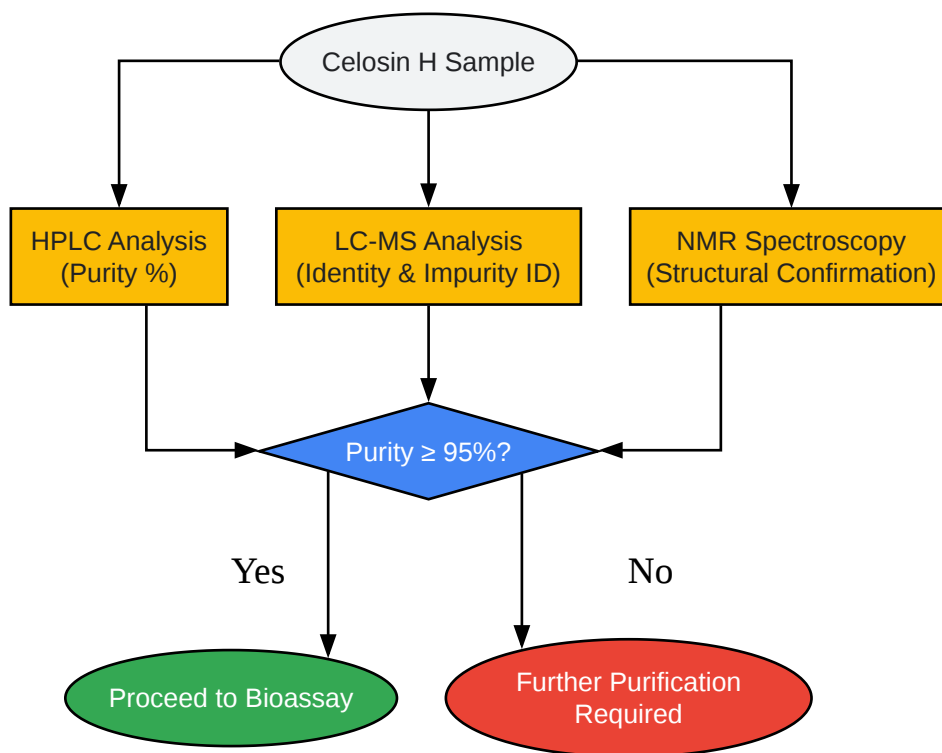 Celosin H Sample
HPLC Analysis
(Purity %)
LC-MS Analysis
(Identity & Impurity ID)
NMR Spectroscopy
(Structural Confirmation)
Purity ≥ 95%?
Yes
No
Proceed to Bioassay
Further Purification
Required